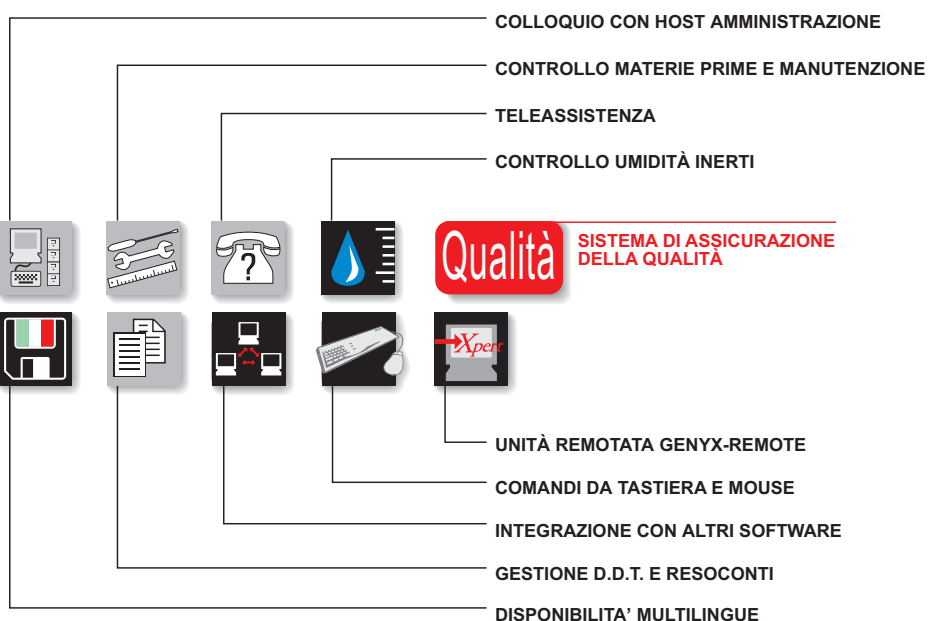 COLLOQUIO CON HOST AMMINISTRAZIONE
CONTROLLO MATERIE PRIME E MANUTENZIONE
TELEASSISTENZA
CONTROLLO UMIDITÀ INERTI
?
Qualità
SISTEMA DI ASSICURAZIONE
DELLA QUALITÀ
Xpert
UNITÀ REMOTATA GENYX-REMOTE
COMANDI DA TASTIERA E MOUSE
INTEGRAZIONE CON ALTRI SOFTWARE
GESTIONE D.D.T. E RESOCONTI
DISPONIBILITA’ MULTILINGUE